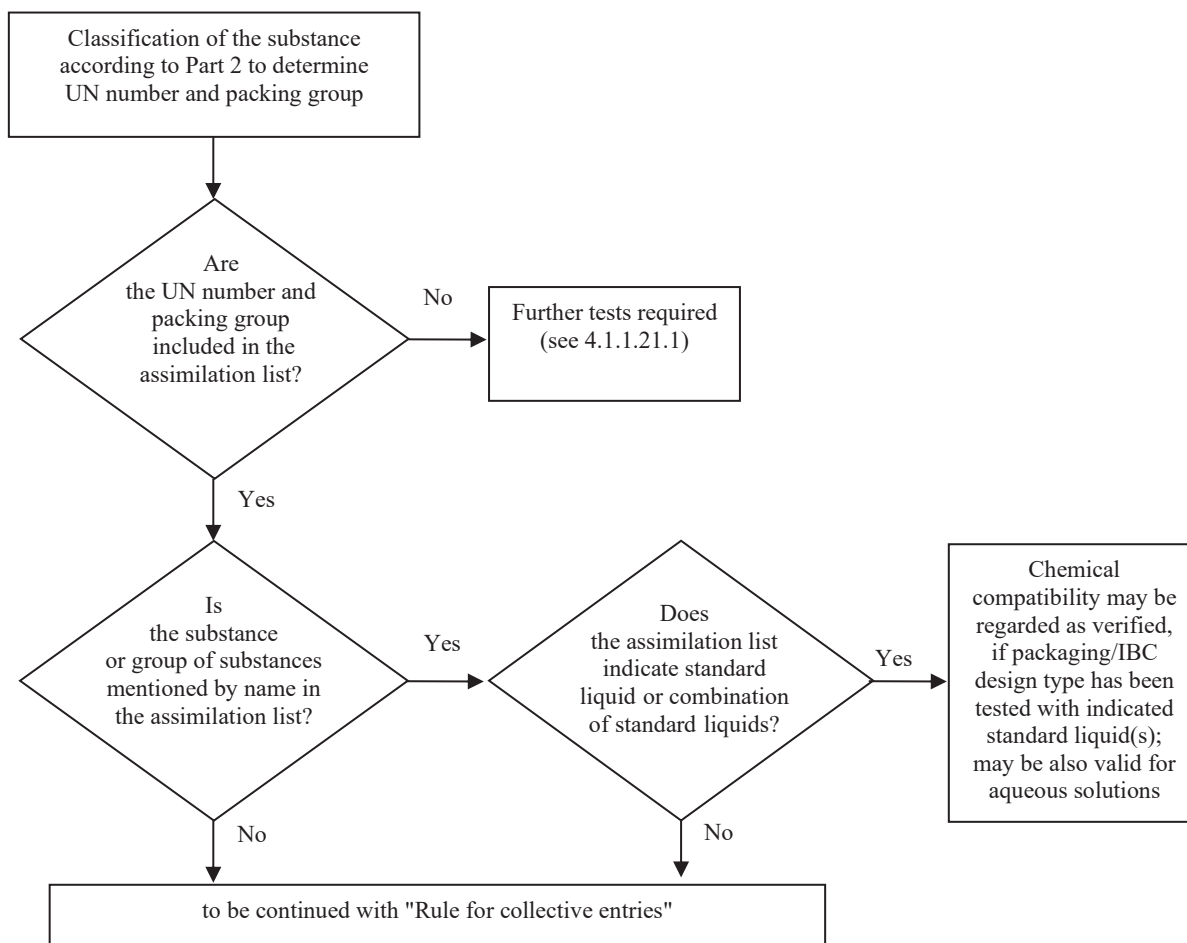 Classification of the substance
according to Part 2 to determine
UN number and packing group
Are
the UN number and
packing group
included in the
assimilation list?
No
Further tests required
(see 4.1.1.21.1)
Yes
Is
the substance
or group of substances
mentioned by name in
the assimilation list?
Yes
Does
the assimilation list
indicate standard
liquid or combination
of standard liquids?
Yes
Chemical
compatibility may be
regarded as verified,
if packaging/IBC
design type has been
tested with indicated
standard liquid(s);
may be also valid for
aqueous solutions
No
No
to be continued with "Rule for collective entries"